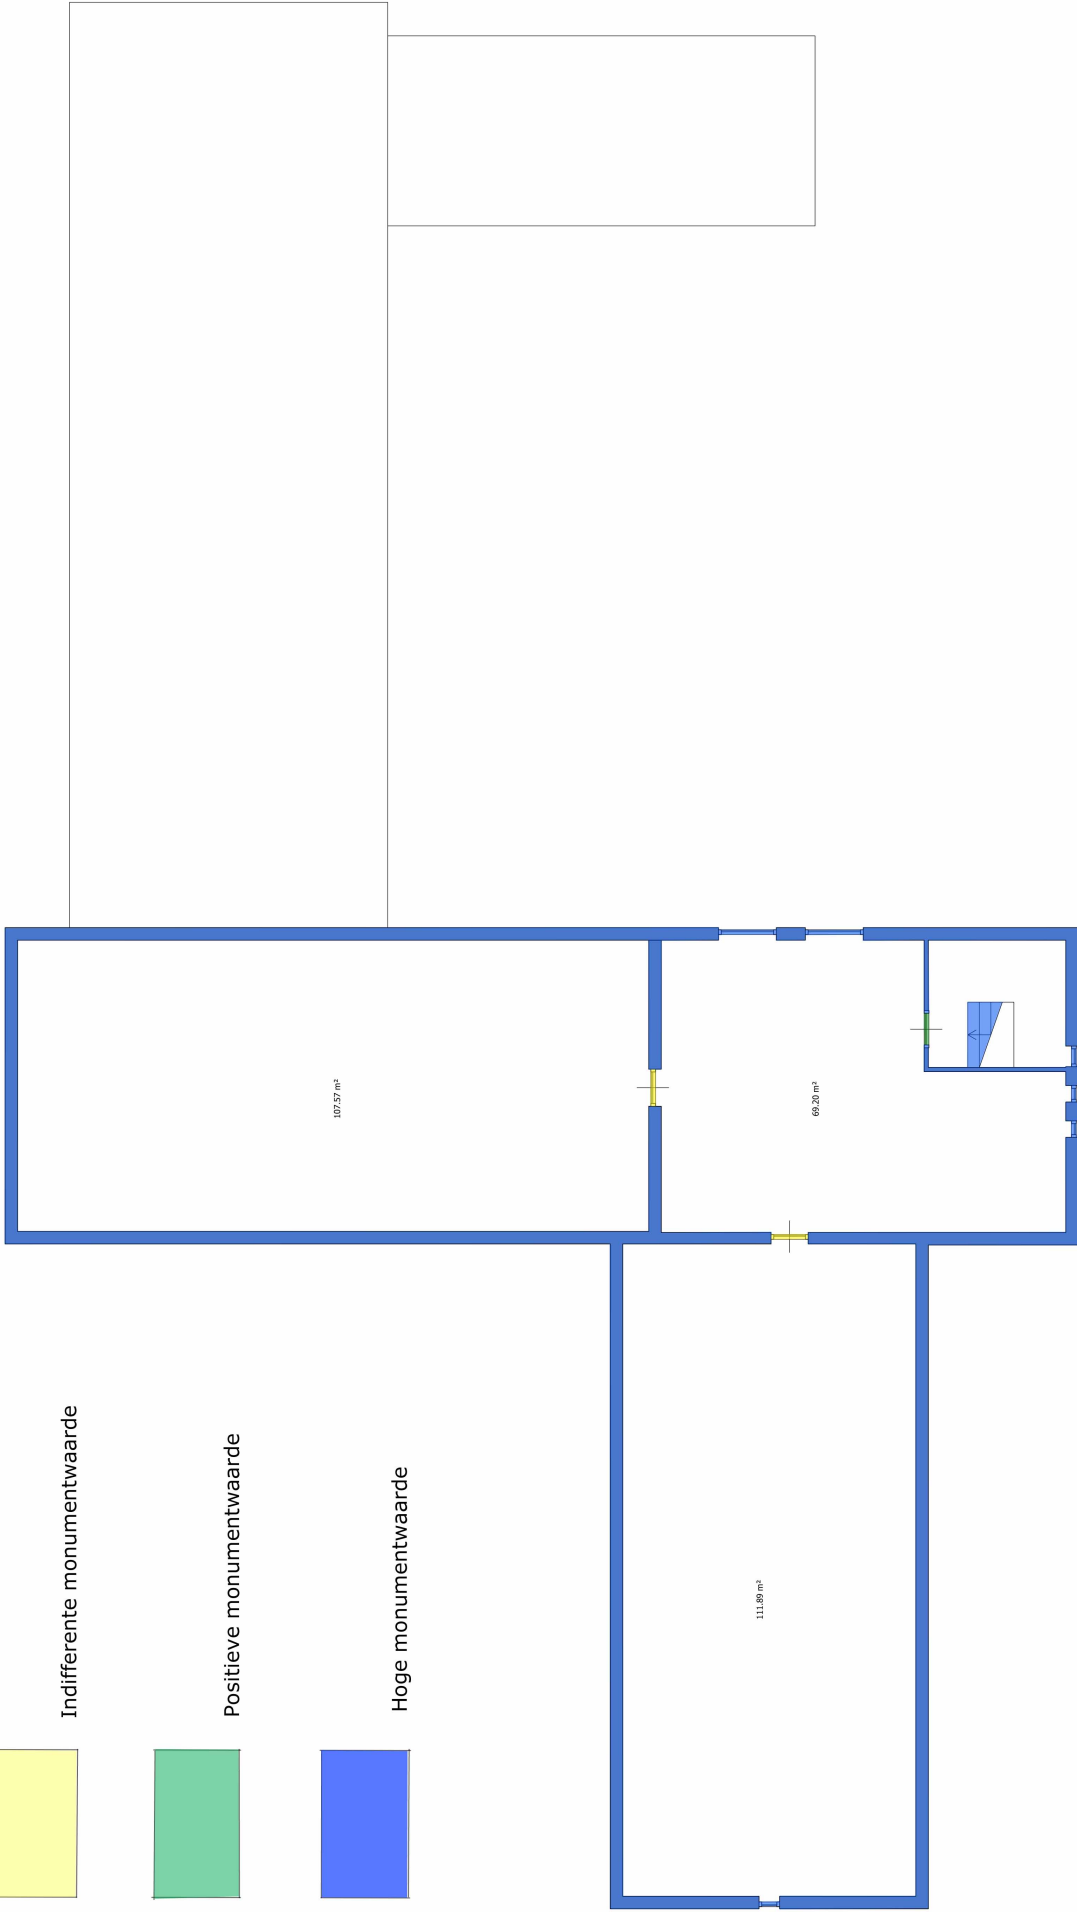 107.57 m²
69.20 m²
111.89 m²
Indifferente monumentwaarde
Positieve monumentwaarde
Hoge monumentwaarde